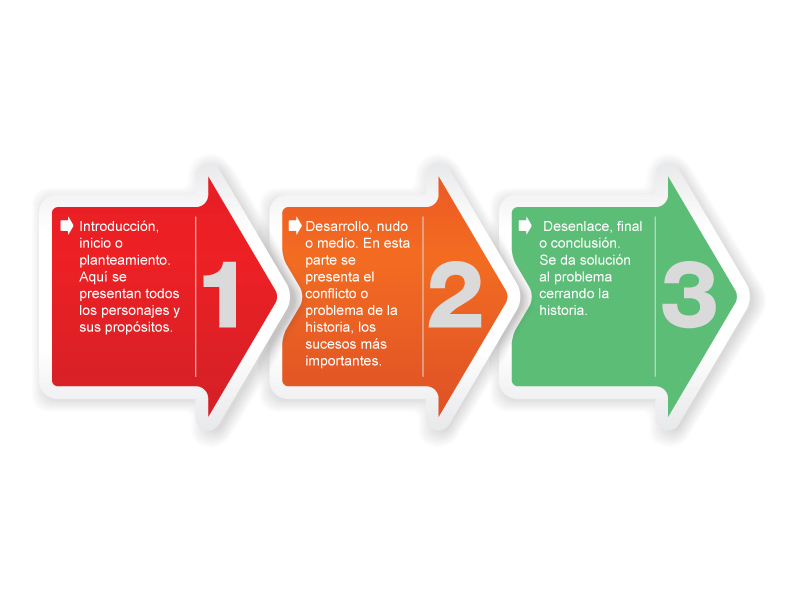 Introducción,
inicio o
planteamiento.
Aquí se
presentan todos
los personajes y
sus propósitos.
1
Desarrollo, nudo
o medio. En esta
parte se
presenta el
conflicto o
problema de la
historia, los
sucesos más
importantes.
2
Desenlace, final
o conclusión.
Se da solución
al problema
cerrando la
historia.
3